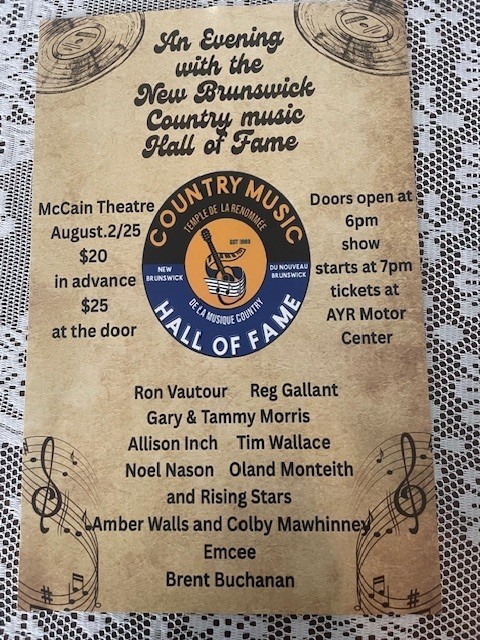 An Evening
with the
New Brunswick
Country music
Hall of Fame
McCain Theatre
August.2/25
$20
in advance
$25
at the door
COUNTRY MUSIC
TEMPLE DE LA RENOMMÉE
NEW
BRUNSWICK
DU NOUVEAU
BRUNSWICK
DE LA MUSIQUE COUNTRY
HALL OF FAME
Doors open at
6pm
show
starts at 7pm
tickets at
AYR Motor
Center
Ron Vautour Reg Gallant
Gary & Tammy Morris
Allison Inch Tim Wallace
Noel Nason Oland Monteith
and Rising Stars
Amber Walls and Colby Mawhinney
Emcee
Brent Buchanan